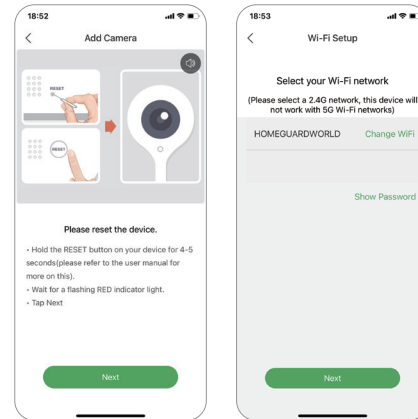 18:52
Add Camera
RESET
RESET
Please reset the device.
• Hold the RESET button on your device for 4-5
seconds(please refer to the user manual for
more on this).
• Wait for a flashing RED indicator light.
• Tap Next
Next
18:53
Wi-Fi Setup
Select your Wi-Fi network
(Please select a 2.4G network, this device will
not work with 5G Wi-Fi networks)
HOMEGUARDWORLD Change WiFi
Show Password
Next